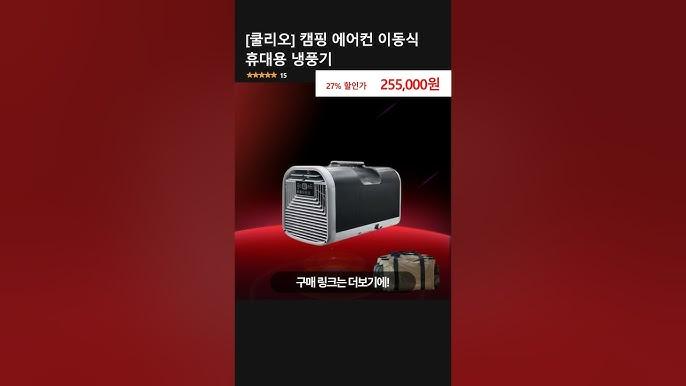 [쿨리오] 캠핑 에어컨 이동식
휴대용 냉풍기
15
27% 할인가 255,000원
구매 링크는 더보기에!